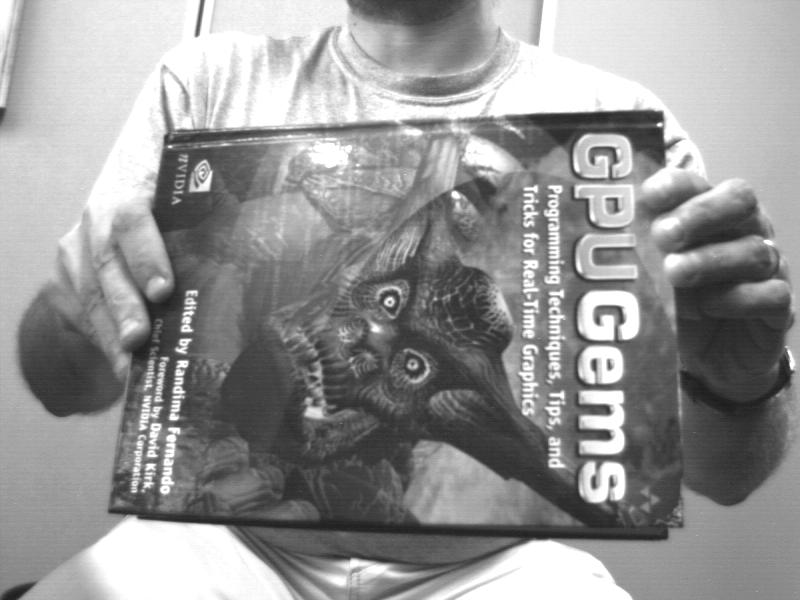 GPU Gems
Programming Techniques, Tips, and
Tricks for Real-Time Graphics
Edited by Randima Fernando
Foreword by David Kirk,
Chief Scientist, NVIDIA Corporation
NVIDIA